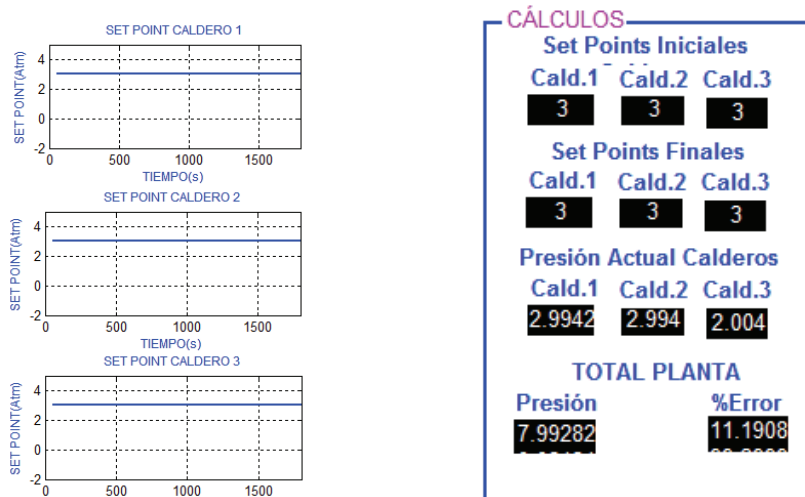 SET POINT CALDERO 1
SET POINT(Atm)
4
2
0
-2
0 500 1000 1500
TIEMPO(s)
SET POINT CALDERO 2
SET POINT(Atm)
4
2
0
-2
0 500 1000 1500
TIEMPO(s)
SET POINT CALDERO 3
SET POINT(Atm)
4
2
0
-2
0 500 1000 1500
CÁLCULOS
Set Points Iniciales
Cald.1 Cald.2 Cald.3
3 3 3
Set Points Finales
Cald.1 Cald.2 Cald.3
3 3 3
Presión Actual Calderos
Cald.1 Cald.2 Cald.3
2.9942 2.994 2.004
TOTAL PLANTA
Presión %Error
7.99282 11.1908